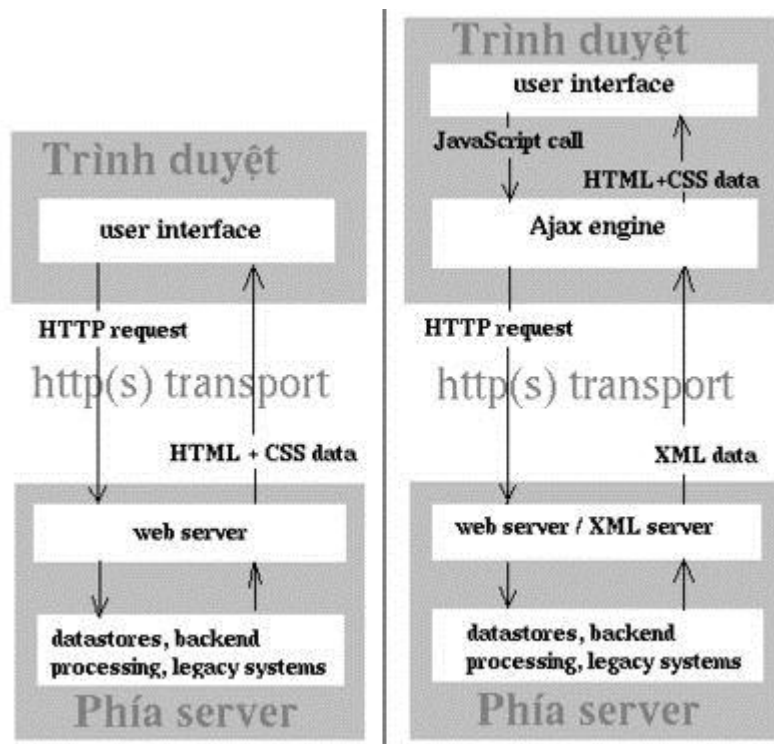 Trình duyệt
user interface
HTTP request
http(s) transport
HTML + CSS data
web server
datastores, backend
processing, legacy systems
Phía server
Trình duyệt
user interface
JavaScript call
HTML+CSS data
Ajax engine
HTTP request
http(s) transport
XML data
web server / XML server
datastores, backend
processing, legacy systems
Phía server